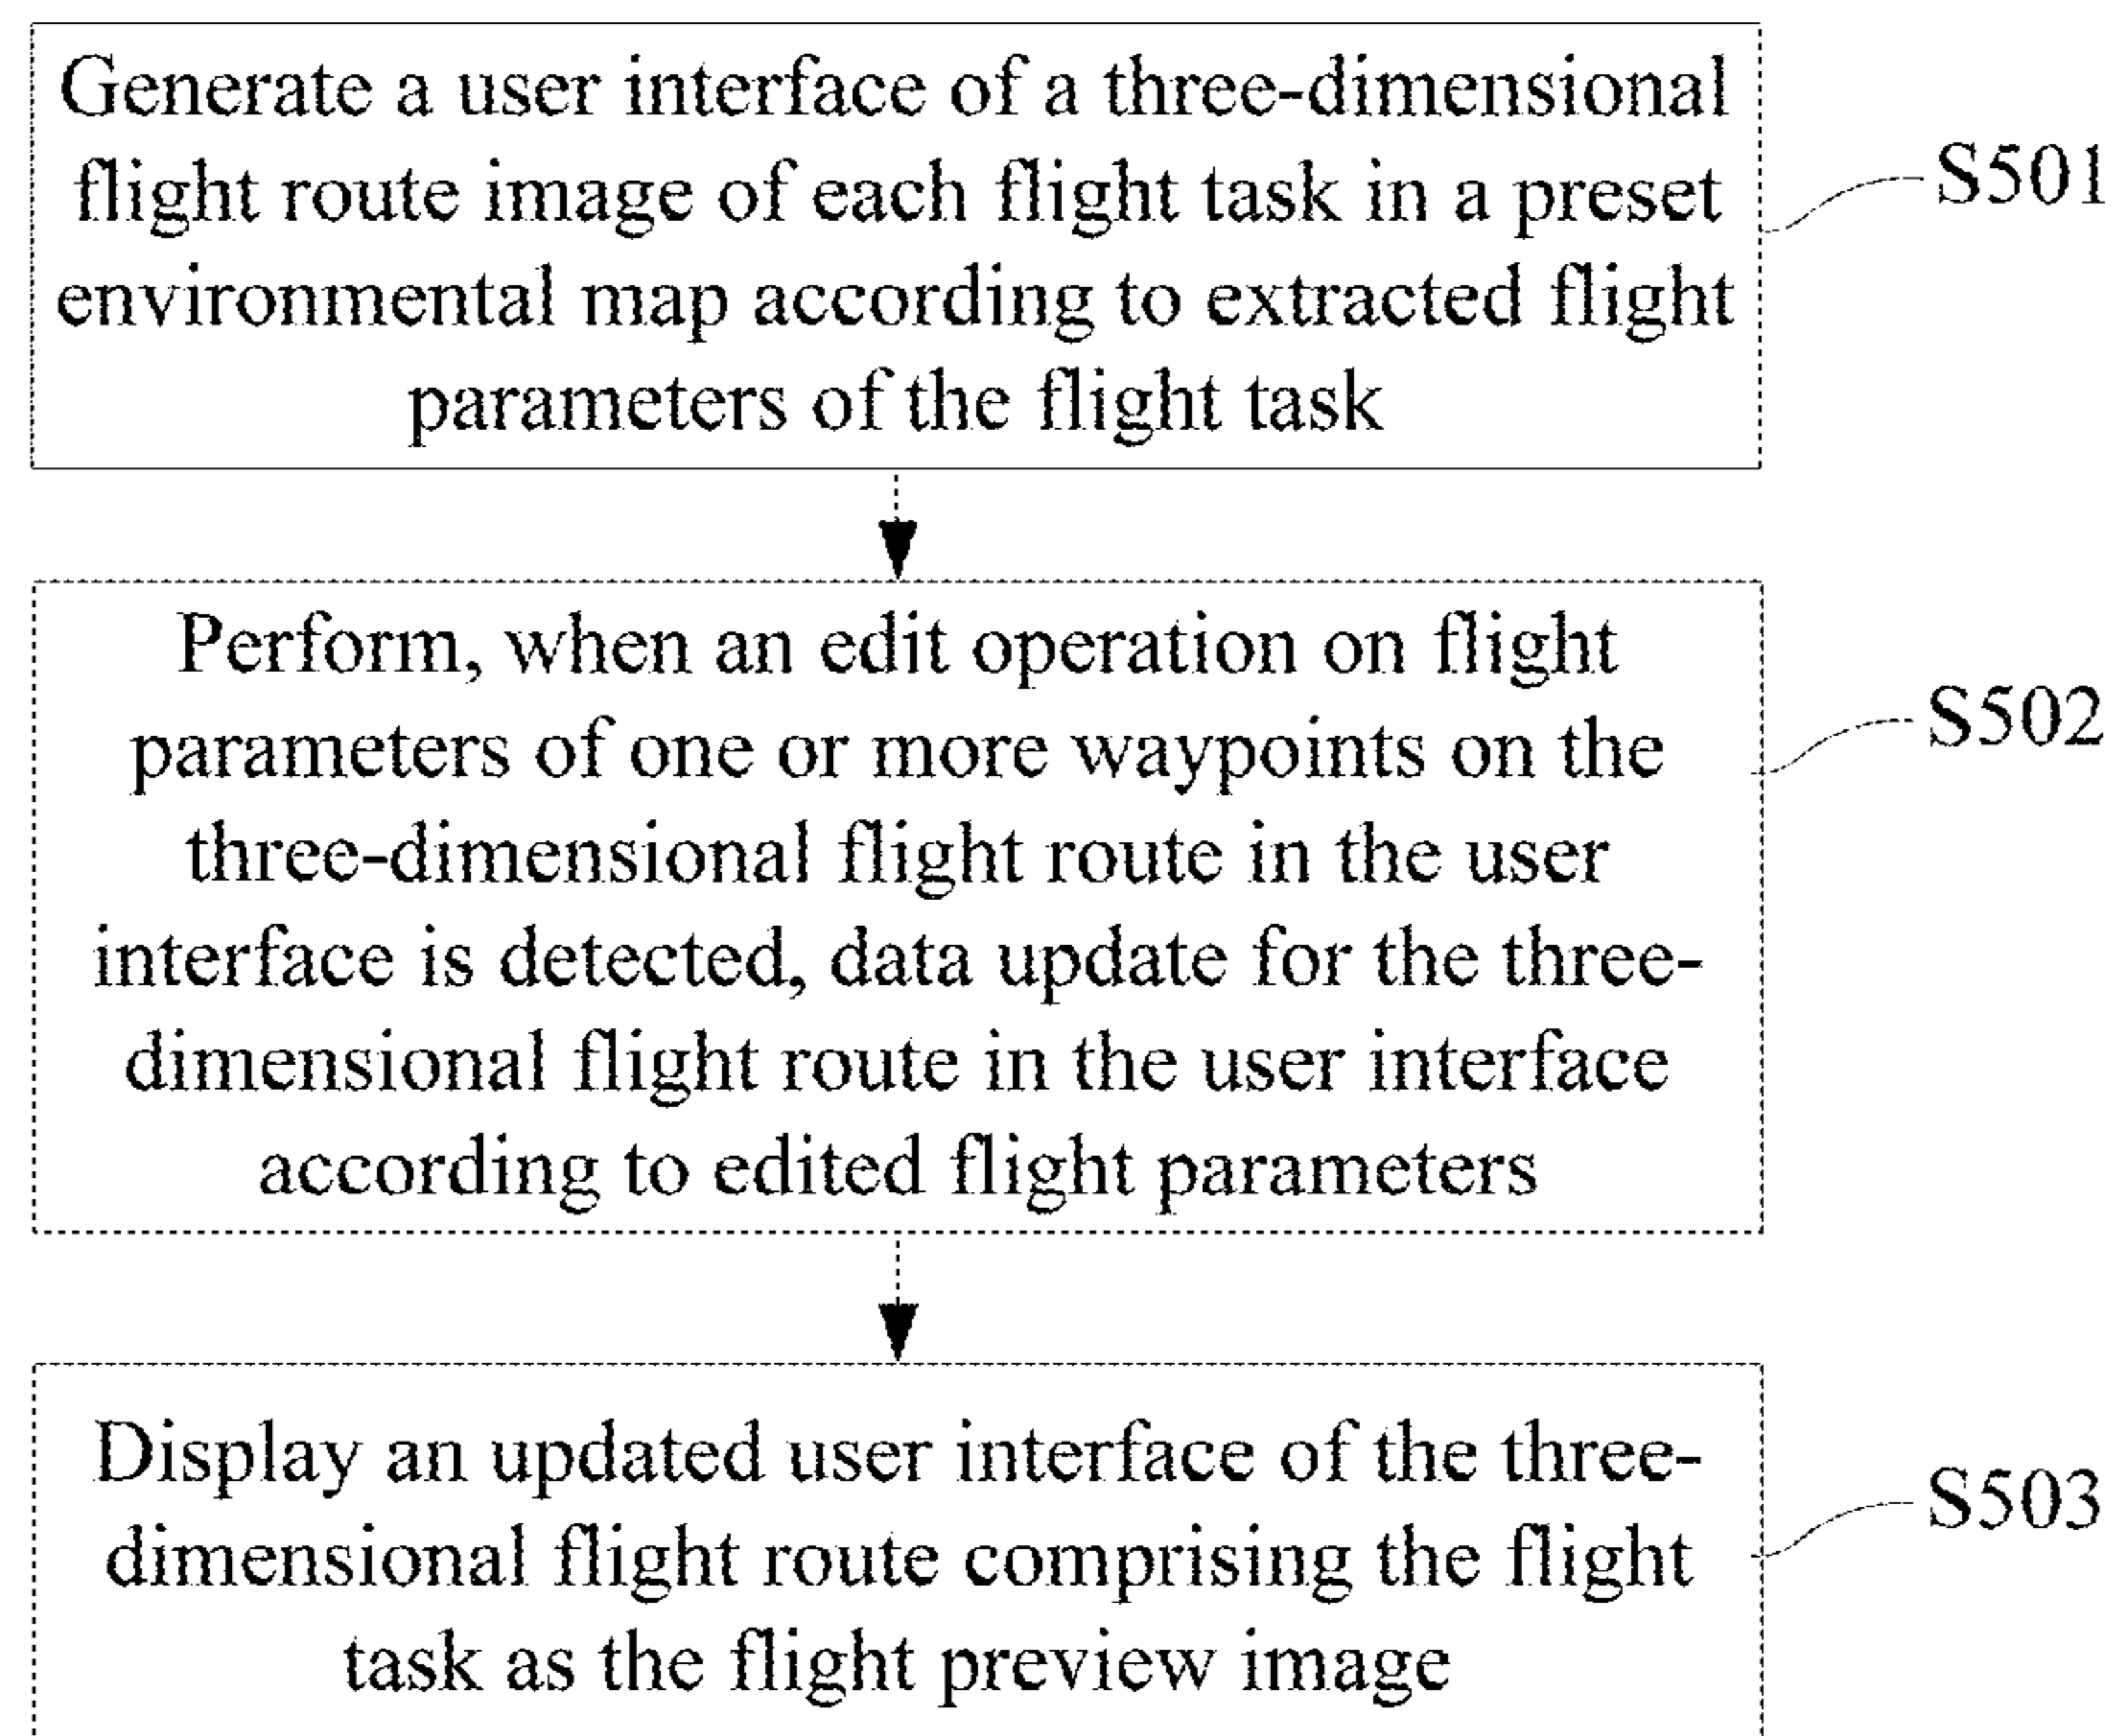 Generate a user interface of a three-dimensional
flight route image of each flight task in a preset
environmental map according to extracted flight
parameters of the flight task
S501
Perform, when an edit operation on flight
parameters of one or more waypoints on the
three-dimensional flight route in the user
interface is detected, data update for the three-
dimensional flight route in the user interface
according to edited flight parameters
S502
Display an updated user interface of the three-
dimensional flight route comprising the flight
task as the flight preview image
S503